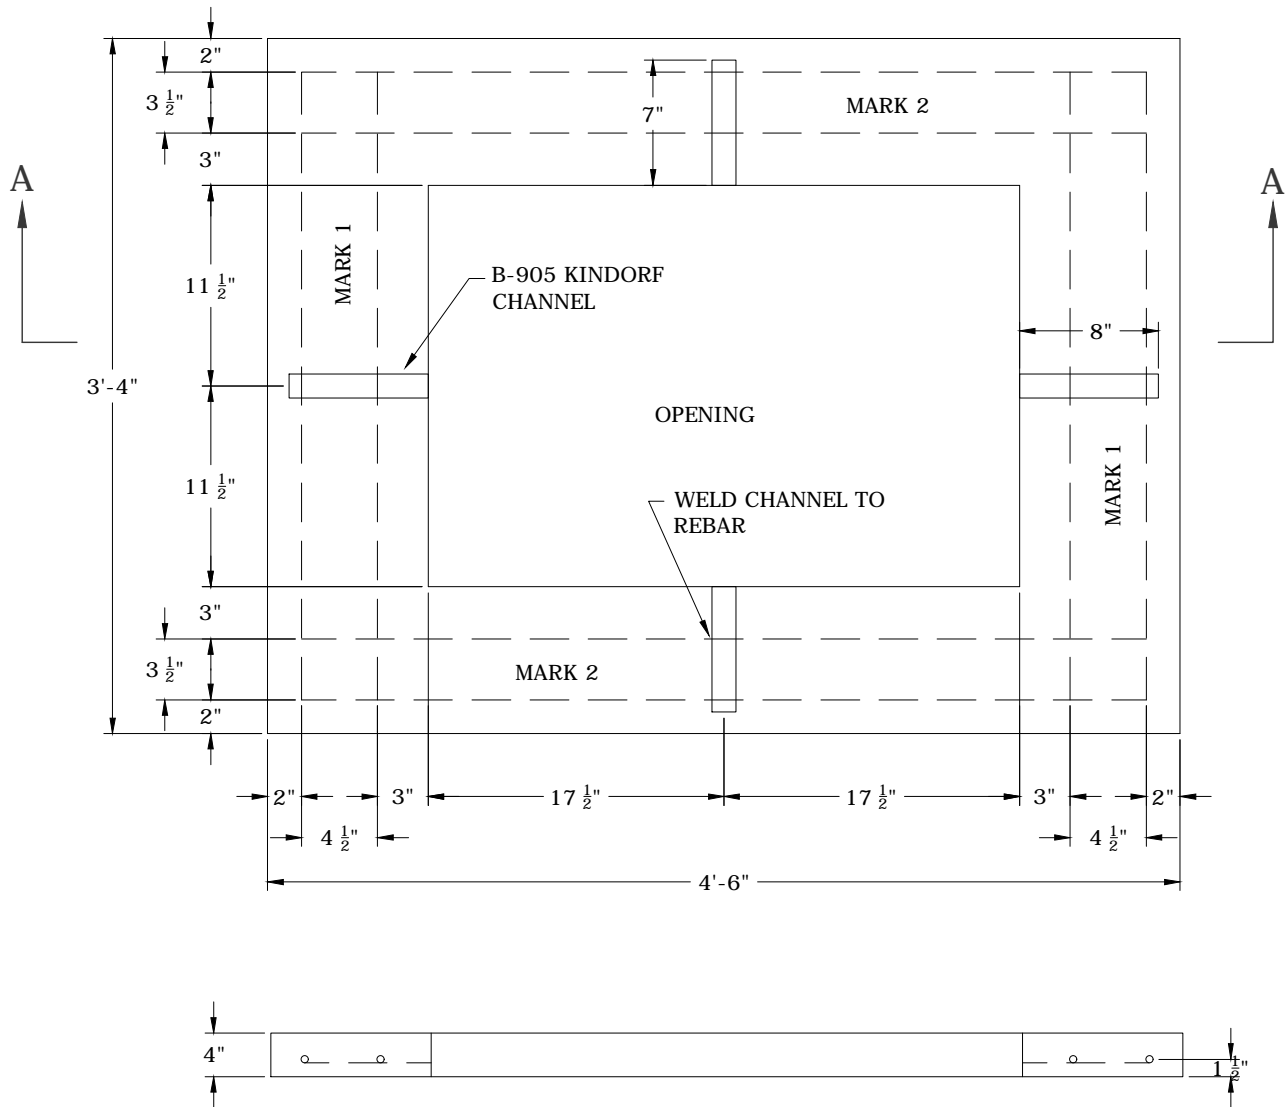 2"
3 1/2"
7"
MARK 2
3"
A
A
MARK 1
11 1/2"
B-905 KINDORF
CHANNEL
8"
3'-4"
OPENING
MARK 1
11 1/2"
WELD CHANNEL TO
REBAR
3"
3 1/2"
MARK 2
2"
2"
3"
17 1/2"
17 1/2"
3"
2"
4 1/2"
4 1/2"
4'-6"
4"
1 1/2"